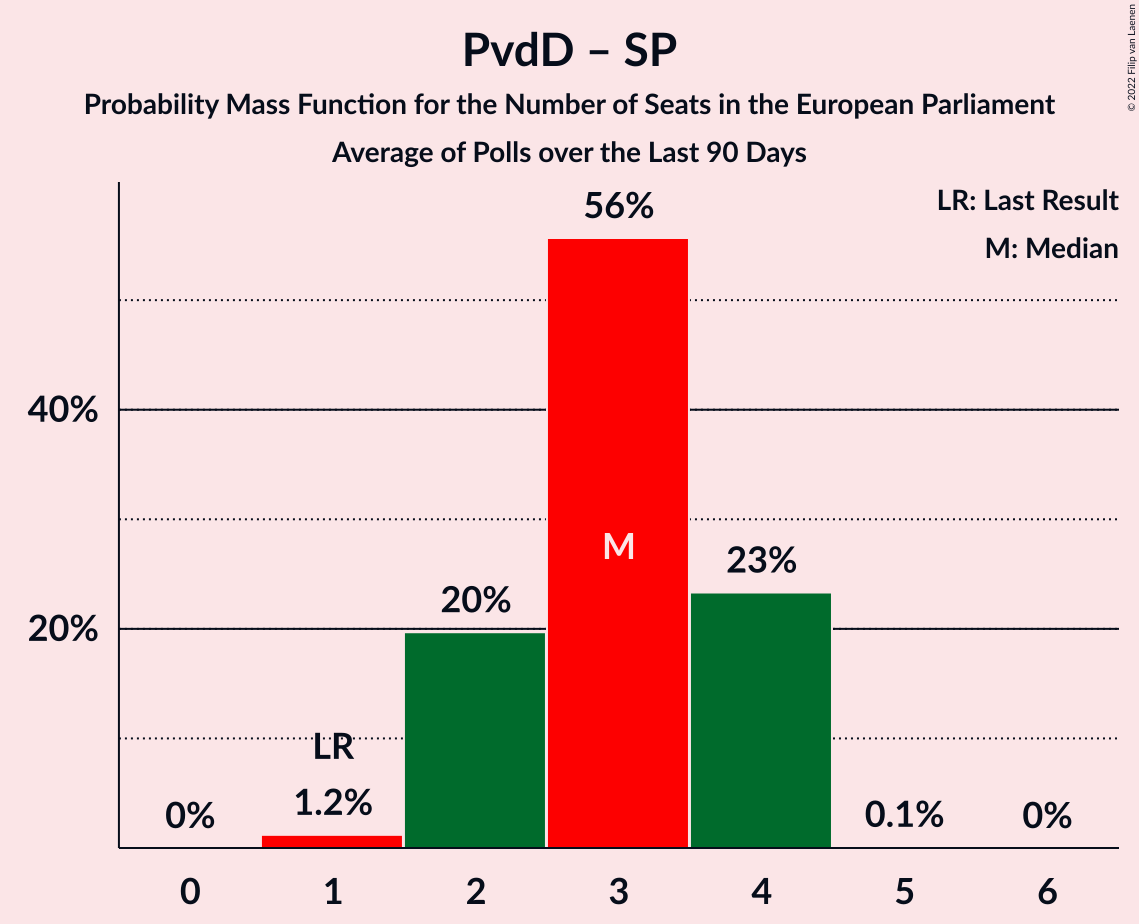 PvdD – SP
Probability Mass Function for the Number of Seats in the European Parliament
Average of Polls over the Last 90 Days
© 2022 Filip van Laenen
LR: Last Result
M: Median
56%
40%
M
23%
20%
20%
LR
1.2%
0%
0.1%
0%
0 1 2 3 4 5 6